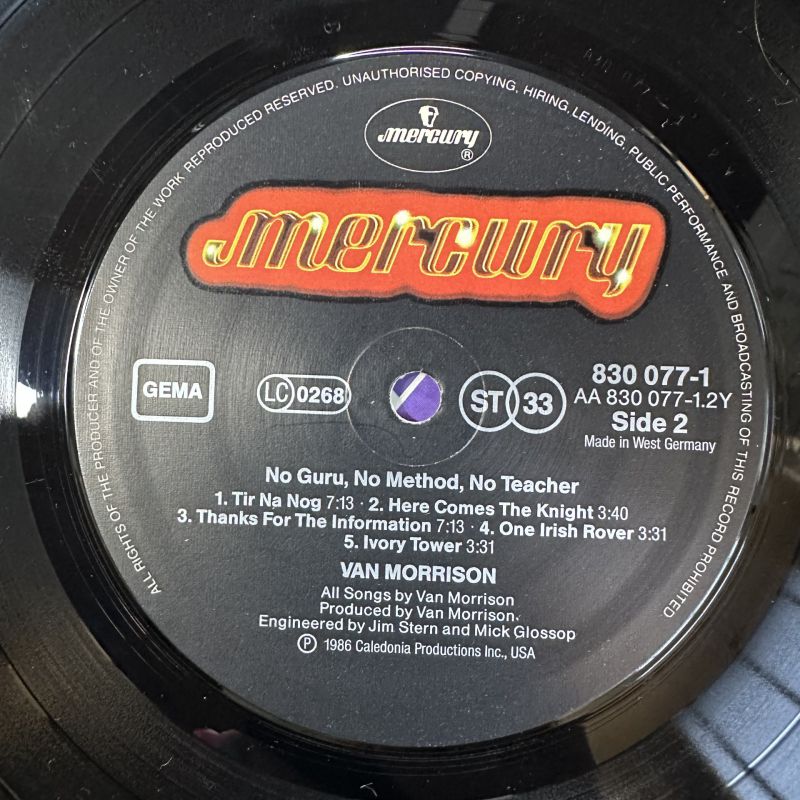 ALL RIGHTS OF THE PRODUCER AND OF THE OWNER OF THE WORK REPRODUCED RESERVED. UNAUTHORISED COPYING, HIRING, LENDING, PUBLIC PERFORMANCE AND BROADCASTING OF THIS RECORD PROHIBITED
mercury
®
mercury
GEMA
LC 0268
ST 33
830 077-1
AA 830 077-1.2Y
Side 2
Made in West Germany
No Guru, No Method, No Teacher
1. Tir Na Nog 7:13 · 2. Here Comes The Knight 3:40
3. Thanks For The Information 7:13 · 4. One Irish Rover 3:31
5. Ivory Tower 3:31
VAN MORRISON
All Songs by Van Morrison
Produced by Van Morrison.
Engineered by Jim Stern and Mick Glossop
℗ 1986 Caledonia Productions Inc., USA